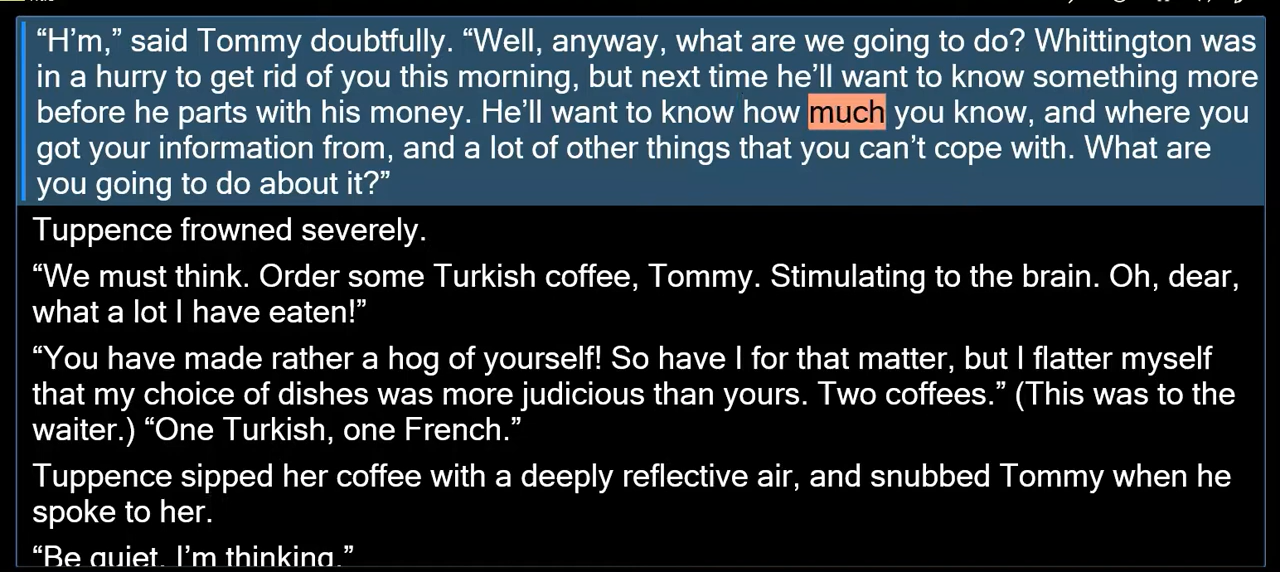 “H’m,” said Tommy doubtfully. “Well, anyway, what are we going to do? Whittington was
in a hurry to get rid of you this morning, but next time he’ll want to know something more
before he parts with his money. He’ll want to know how much you know, and where you
got your information from, and a lot of other things that you can’t cope with. What are
you going to do about it?”
Tuppence frowned severely.
“We must think. Order some Turkish coffee, Tommy. Stimulating to the brain. Oh, dear,
what a lot I have eaten!”
“You have made rather a hog of yourself! So have I for that matter, but I flatter myself
that my choice of dishes was more judicious than yours. Two coffees.” (This was to the
waiter.) “One Turkish, one French.”
Tuppence sipped her coffee with a deeply reflective air, and snubbed Tommy when he
spoke to her.
“Be quiet. I’m thinking.”